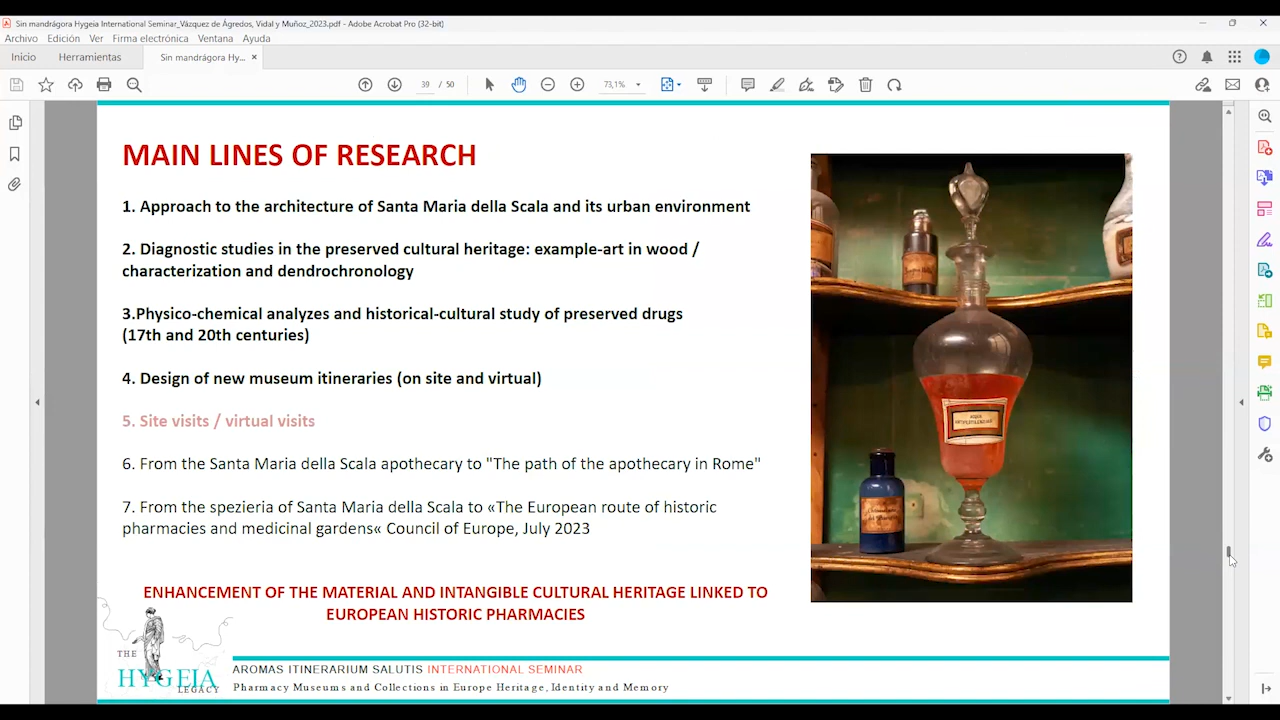 Sin mandrágora Hygeia International Seminar_Vázquez de Ágredos, Vidal y Muñoz_2023.pdf - Adobe Acrobat Pro (32-bit)
Archivo Edición Ver Firma electrónica Ventana Ayuda
Inicio Herramientas Sin mandrágora Hy...
39 / 50 73,1%
MAIN LINES OF RESEARCH
1. Approach to the architecture of Santa Maria della Scala and its urban environment
2. Diagnostic studies in the preserved cultural heritage: example-art in wood /
characterization and dendrochronology
3.Physico-chemical analyzes and historical-cultural study of preserved drugs
(17th and 20th centuries)
4. Design of new museum itineraries (on site and virtual)
5. Site visits / virtual visits
6. From the Santa Maria della Scala apothecary to "The path of the apothecary in Rome"
7. From the spezieria of Santa Maria della Scala to «The European route of historic
pharmacies and medicinal gardens« Council of Europe, July 2023
ENHANCEMENT OF THE MATERIAL AND INTANGIBLE CULTURAL HERITAGE LINKED TO
EUROPEAN HISTORIC PHARMACIES
THE
HYGEIA
LEGACY
AROMAS ITINERARIUM SALUTIS INTERNATIONAL SEMINAR
Pharmacy Museums and Collections in Europe Heritage, Identity and Memory